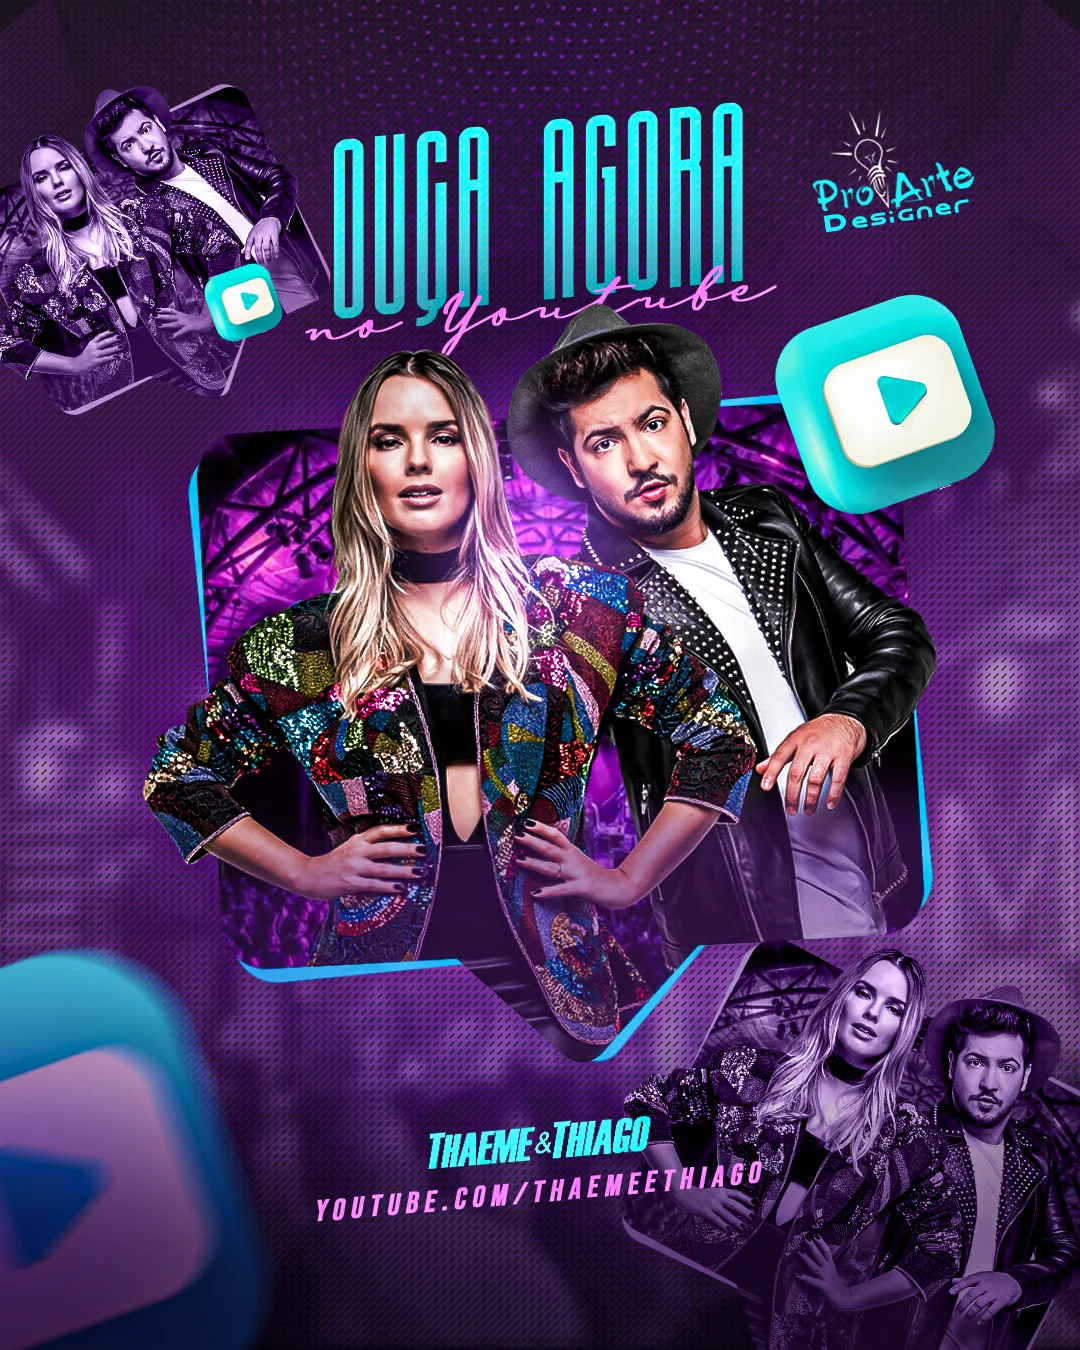 OUÇA AGORA
no Youtube
Pro Arte
Designer
THAEME & THIAGO
YOUTUBE.COM/THAEMEETHIAGO